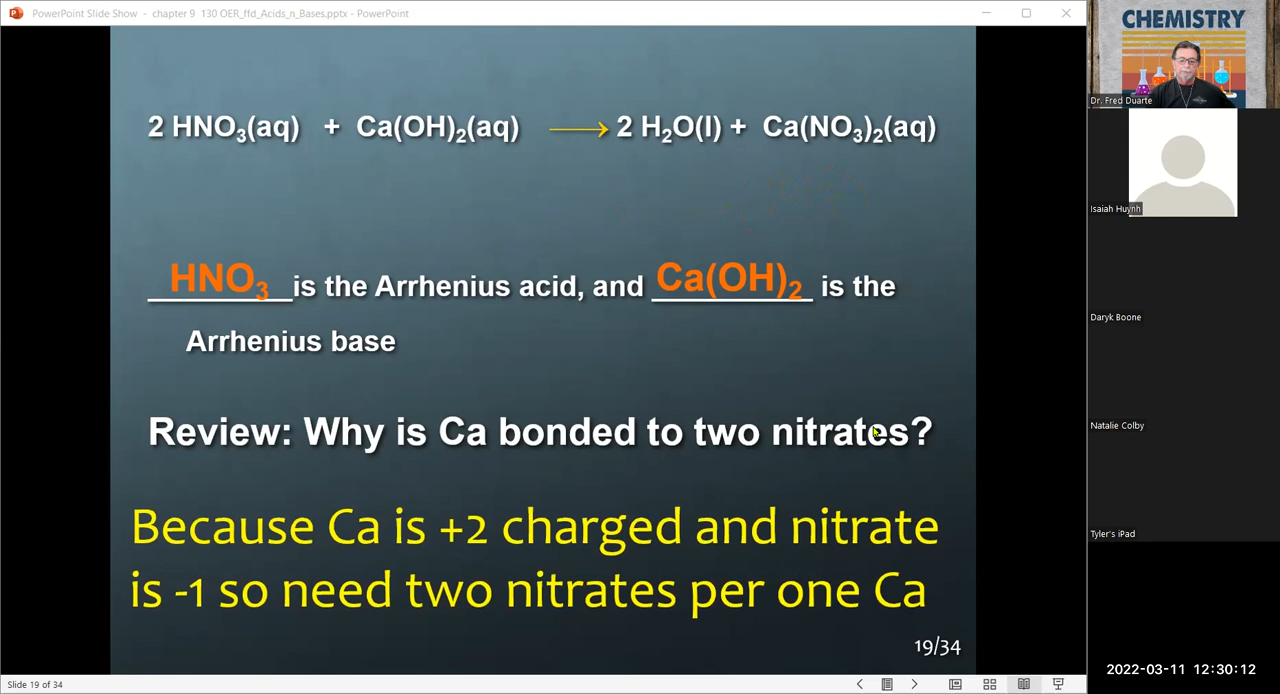 PowerPoint Slide Show - chapter 9 130 OER_ffd_Acids_n_Bases.pptx - PowerPoint
2 HNO₃(aq) + Ca(OH)₂(aq) ⟶ 2 H₂O(l) + Ca(NO₃)₂(aq)
HNO₃ is the Arrhenius acid, and Ca(OH)₂ is the
Arrhenius base
Review: Why is Ca bonded to two nitrates?
Because Ca is +2 charged and nitrate
is -1 so need two nitrates per one Ca
19/34
Slide 19 of 34
CHEMISTRY
Dr. Fred Duarte
Isaiah Huynh
Daryk Boone
Natalie Colby
Tyler's iPad
2022-03-11 12:30:12